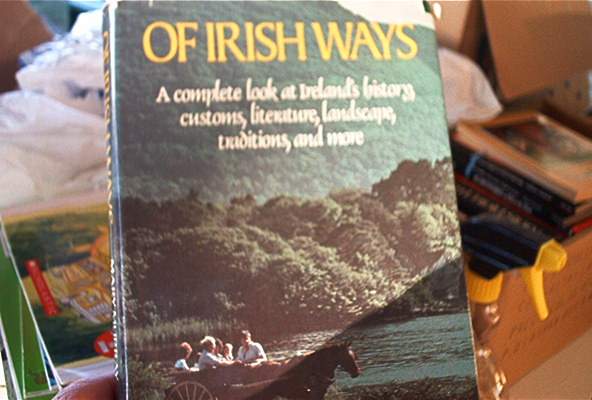 OF IRISH WAYS
A complete look at Ireland's history,
customs, literature, landscape,
traditions, and more